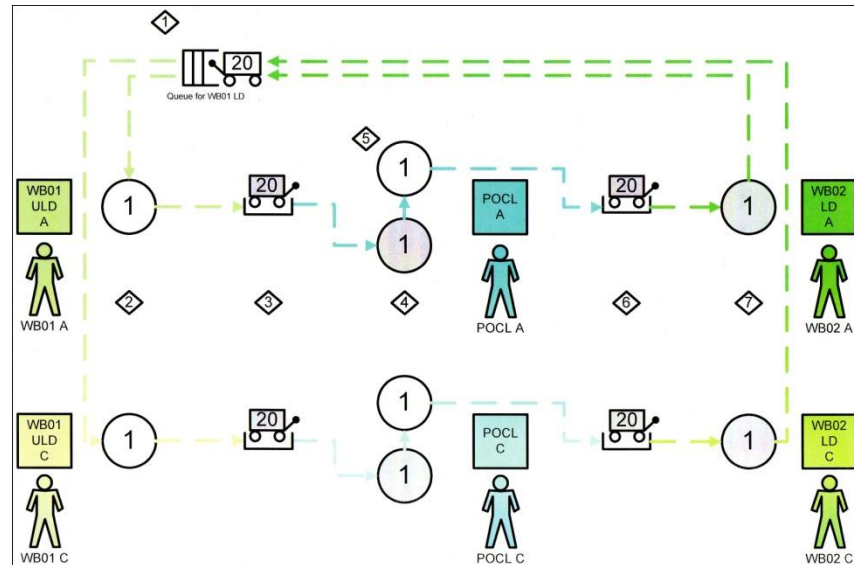 1
20
Queue for WB01 LD
5
1
WB01
ULD
A
1
20
1
POCL
A
20
1
WB02
LD
A
2
3
4
6
7
WB01 A
POCL A
WB02 A
1
WB01
ULD
C
1
20
1
POCL
C
20
1
WB02
LD
C
WB01 C
POCL C
WB02 C